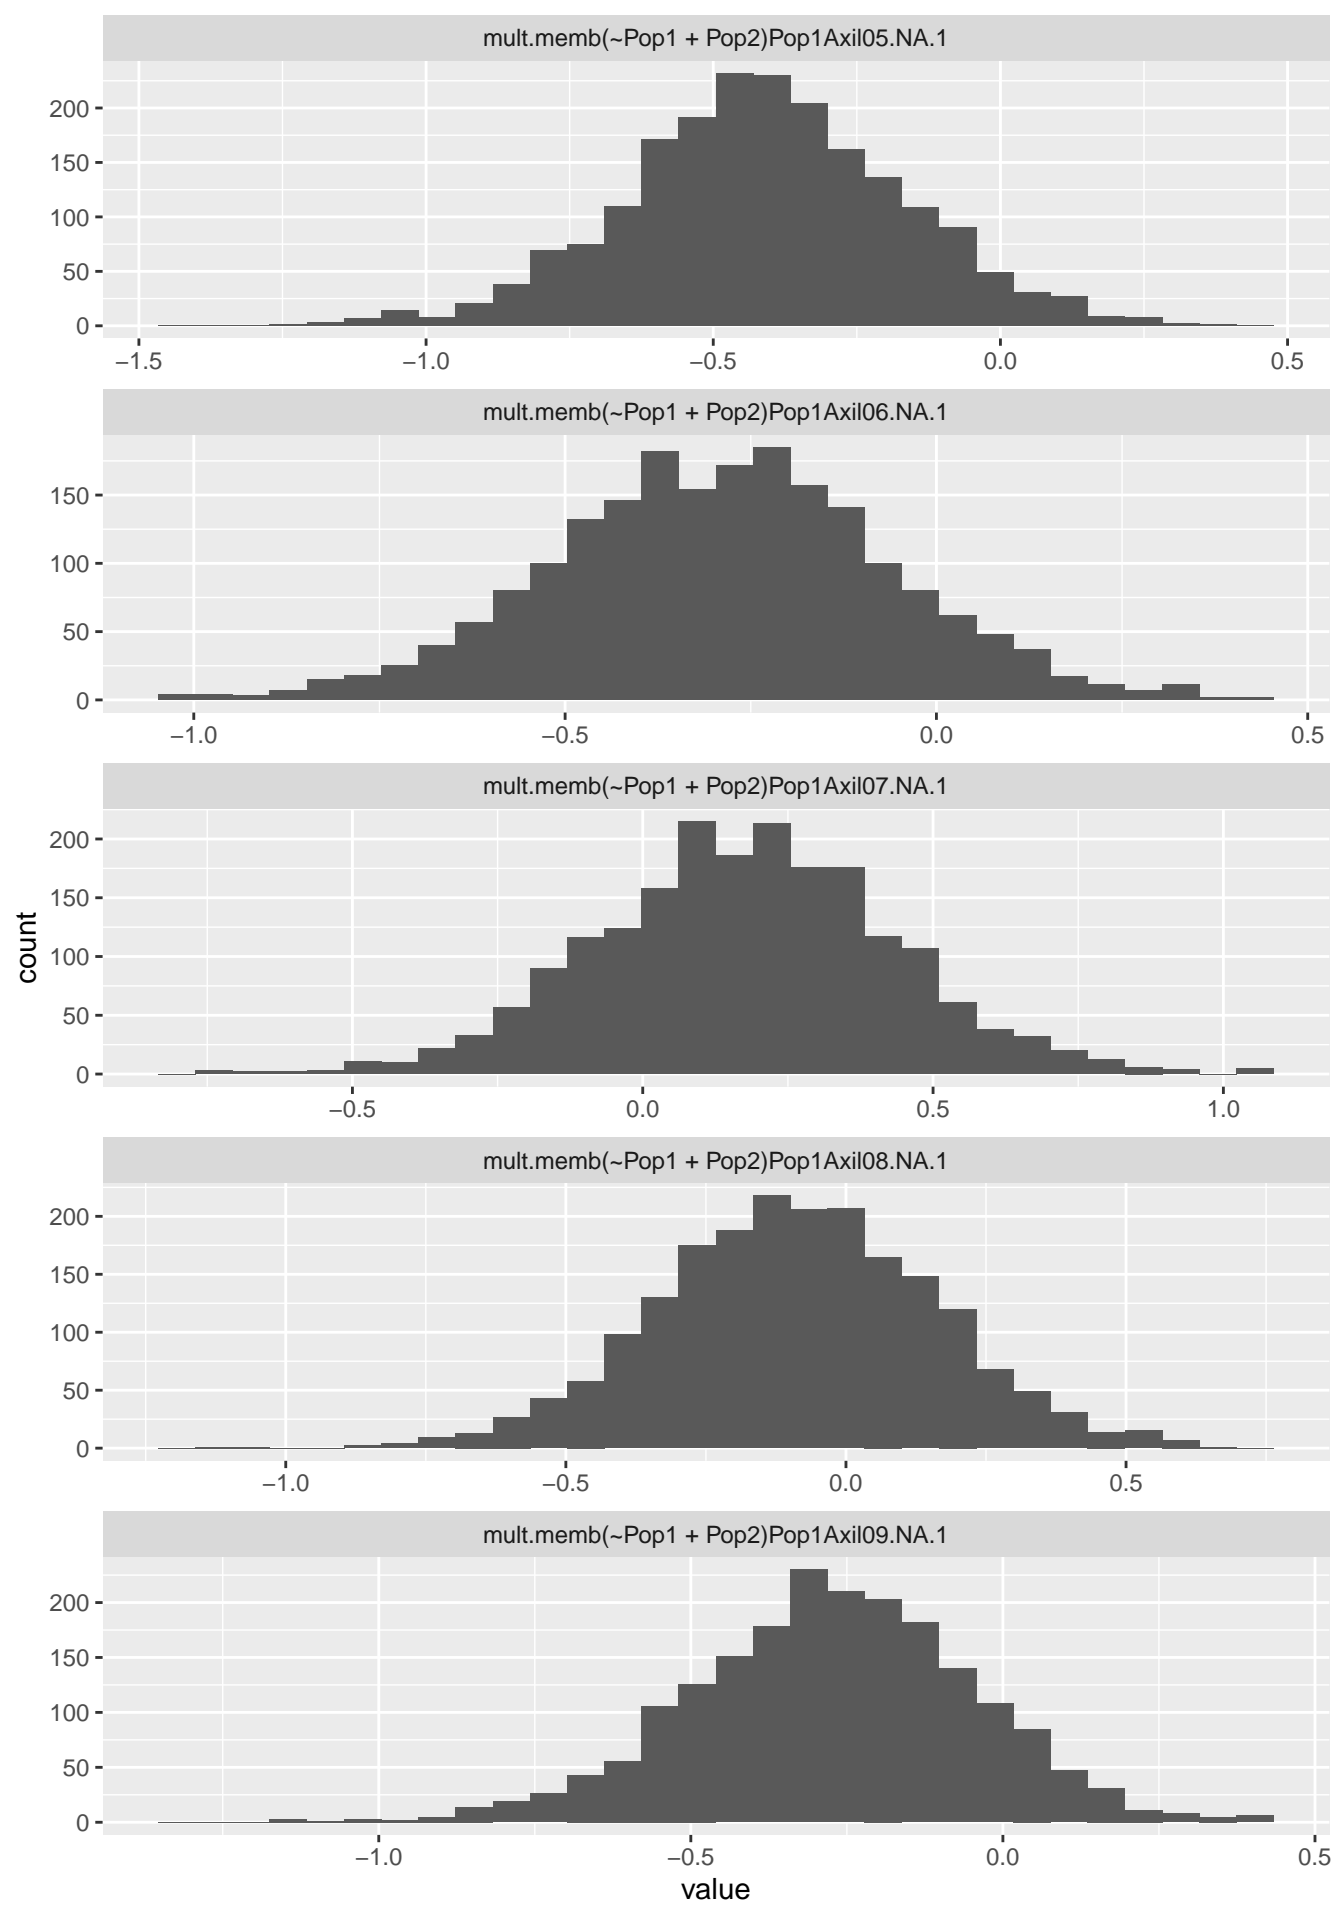 mult.memb(~Pop1 + Pop2)Pop1Axil05.NA.1
200
150
100
50
0
−1.5 −1.0 −0.5 0.0 0.5
mult.memb(~Pop1 + Pop2)Pop1Axil06.NA.1
150
100
50
0
−1.0 −0.5 0.0 0.5
mult.memb(~Pop1 + Pop2)Pop1Axil07.NA.1
200
150
100
50
0
−0.5 0.0 0.5 1.0
count
mult.memb(~Pop1 + Pop2)Pop1Axil08.NA.1
200
150
100
50
0
−1.0 −0.5 0.0 0.5
mult.memb(~Pop1 + Pop2)Pop1Axil09.NA.1
200
150
100
50
0
−1.0 −0.5 0.0 0.5
value